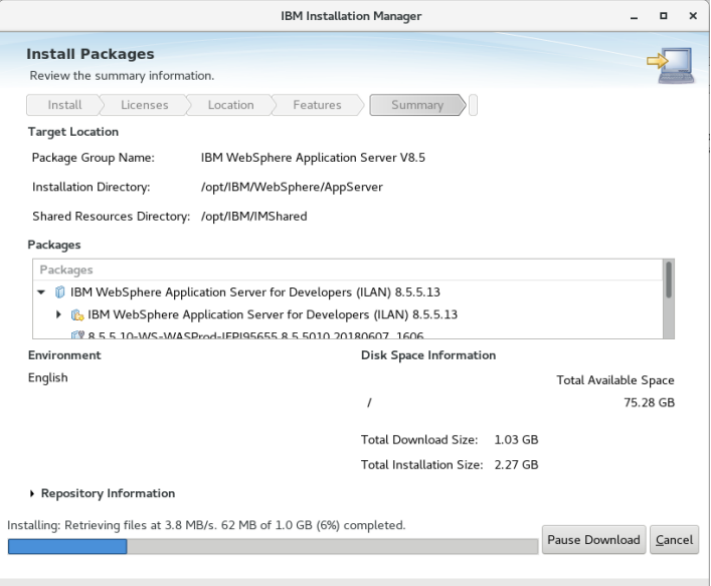 IBM Installation Manager
Install Packages
Review the summary information.
Install Licenses Location Features Summary
Target Location
Package Group Name: IBM WebSphere Application Server V8.5
Installation Directory: /opt/IBM/WebSphere/AppServer
Shared Resources Directory: /opt/IBM/IMShared
Packages
Packages
IBM WebSphere Application Server for Developers (ILAN) 8.5.5.13
IBM WebSphere Application Server for Developers (ILAN) 8.5.5.13
8.5.5.10-WS-WASProd-IFPI95655 8.5.5010.20180607_1606
Environment Disk Space Information
English Total Available Space
/ 75.28 GB
Total Download Size: 1.03 GB
Total Installation Size: 2.27 GB
Repository Information
Installing: Retrieving files at 3.8 MB/s. 62 MB of 1.0 GB (6%) completed.
Pause Download Cancel